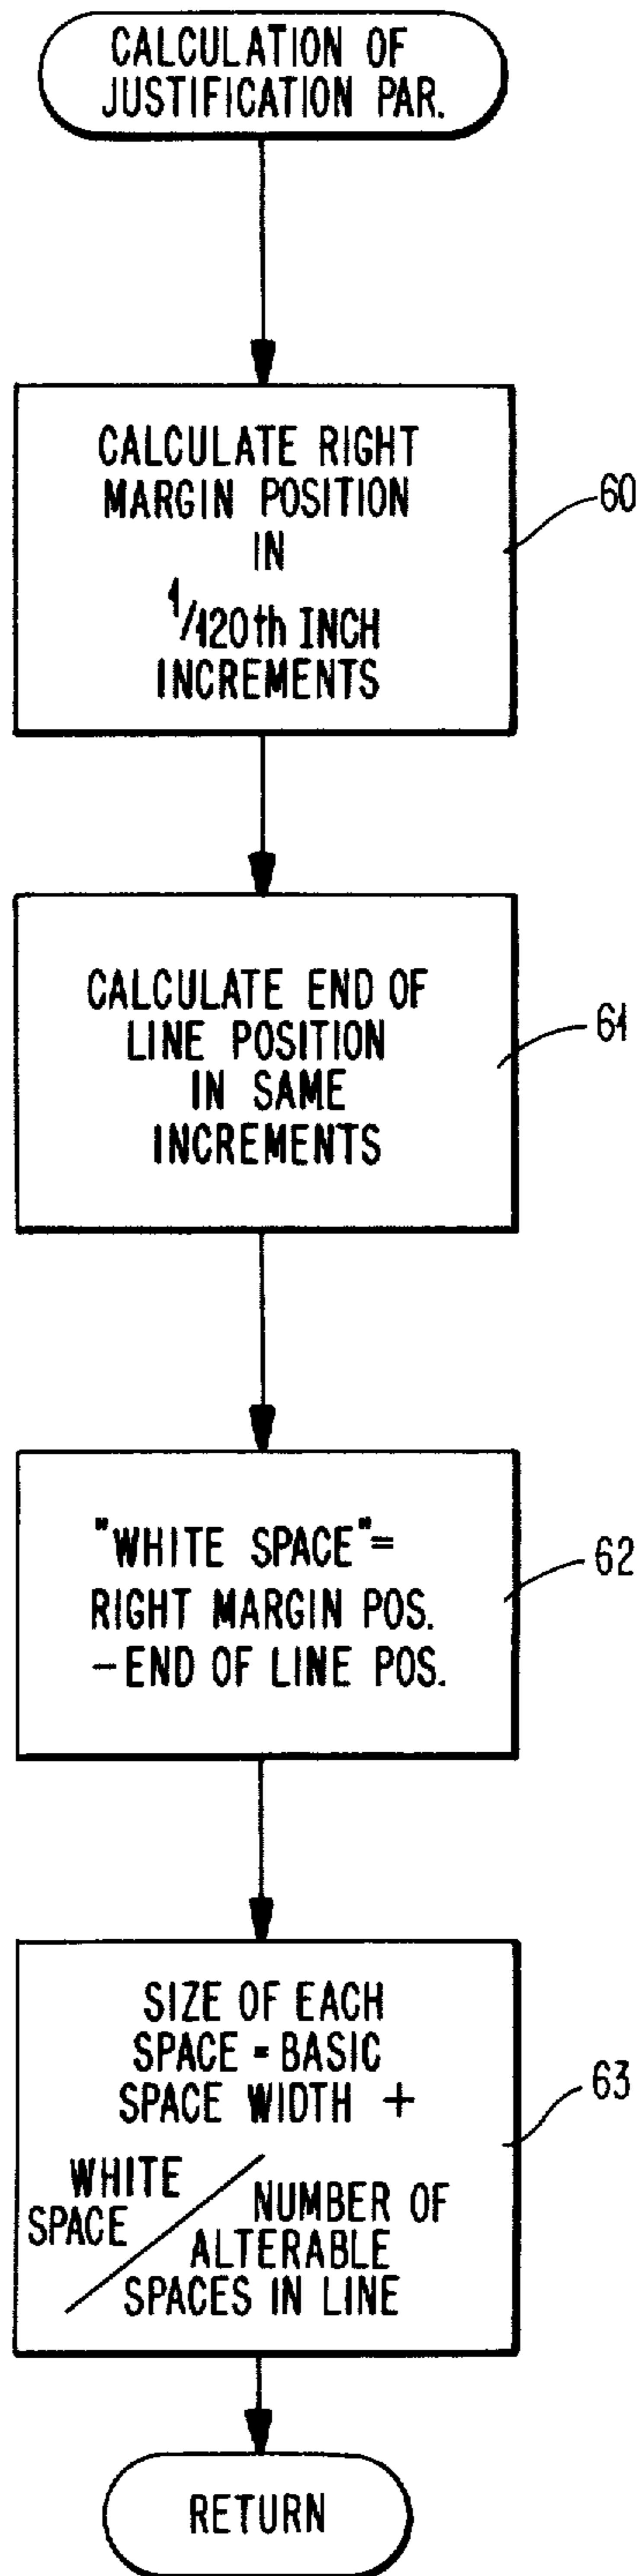 CALCULATION OF
JUSTIFICATION PAR.
CALCULATE RIGHT
MARGIN POSITION
IN
1/120th INCH
INCREMENTS
60
CALCULATE END OF
LINE POSITION
IN SAME
INCREMENTS
61
"WHITE SPACE"=
RIGHT MARGIN POS.
-END OF LINE POS.
62
SIZE OF EACH
SPACE = BASIC
SPACE WIDTH +
WHITE
SPACE
/
NUMBER OF
ALTERABLE
SPACES IN LINE
63
RETURN